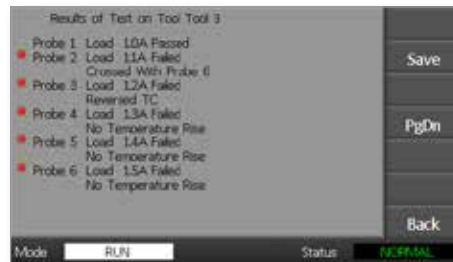 Results of Test on Tool Tool 3
Probe 1 Load 1.0A Passed
Probe 2 Load 1.1A Failed
Crossed With Probe 6
Probe 3 Load 1.2A Failed
Reversed TC
Probe 4 Load 1.3A Failed
No Temperature Rise
Probe 5 Load 1.4A Failed
No Temperature Rise
Probe 6 Load 1.5A Failed
No Temperature Rise
Save
PgDn
Back
Mode RUN Status NORMAL